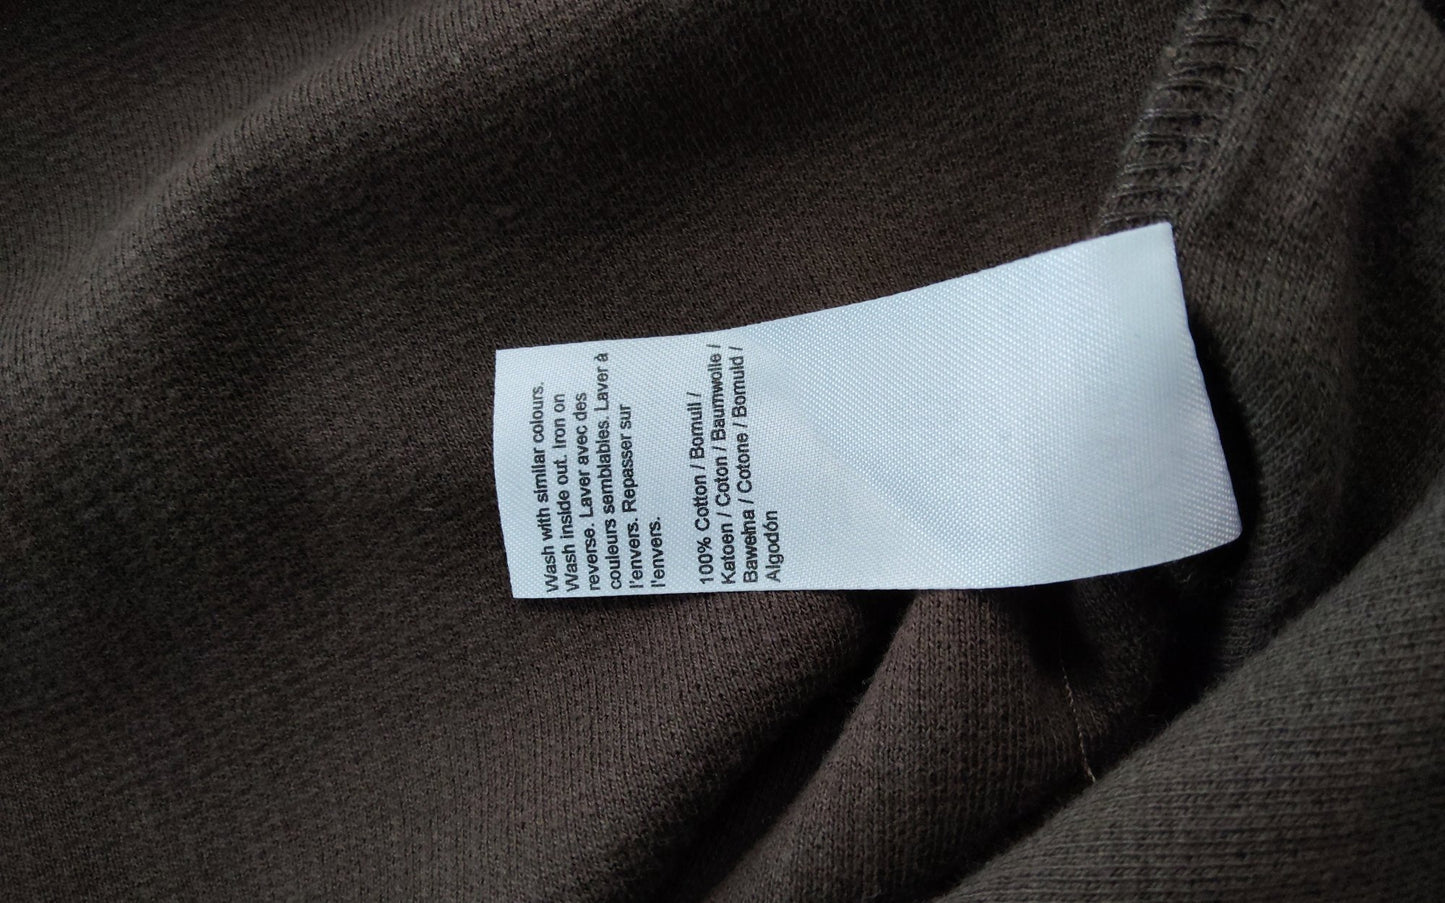 Wash with similar colours.
Wash inside out. Iron on
reverse. Laver avec des
couleurs semblables. Laver à
l'envers. Repasser sur
l'envers.
100% Cotton / Bomull /
Katoen / Coton / Baumwolle /
Bawełna / Cotone / Bomuld /
Algodón